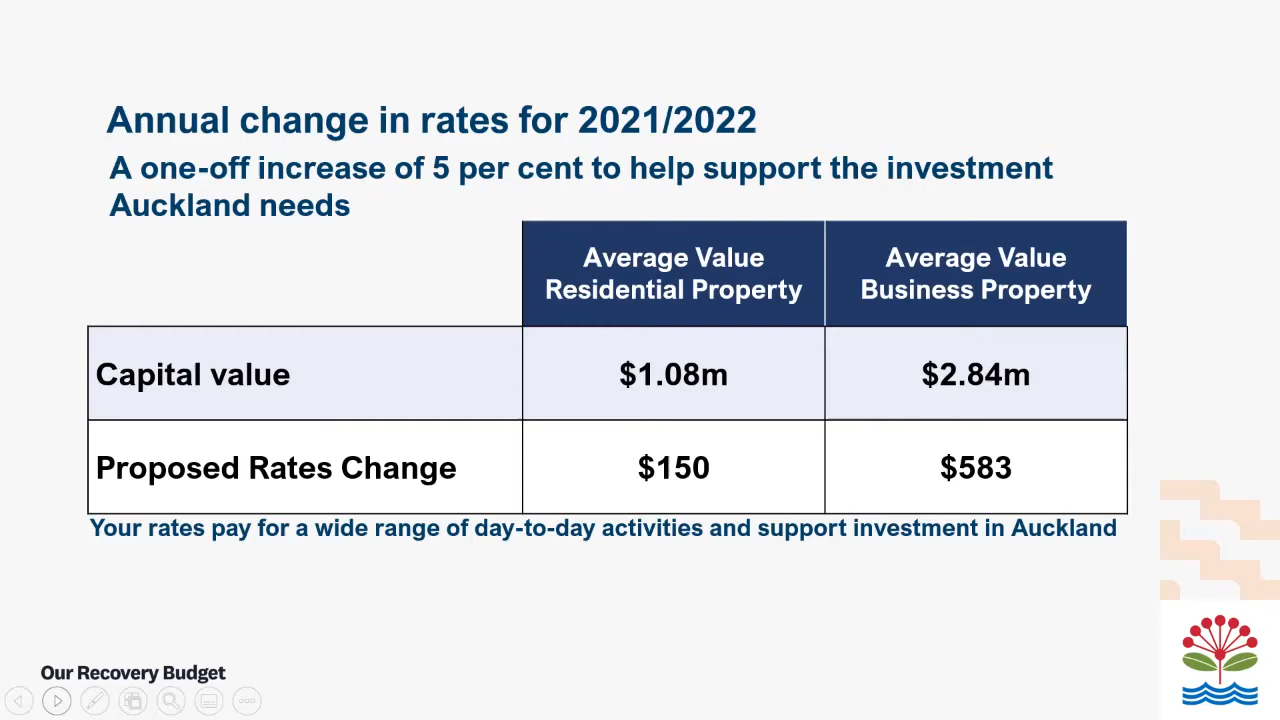 Annual change in rates for 2021/2022
A one-off increase of 5 per cent to help support the investment
Auckland needs
Average Value
Residential Property
Average Value
Business Property
Capital value
$1.08m
$2.84m
Proposed Rates Change
$150
$583
Your rates pay for a wide range of day-to-day activities and support investment in Auckland
Our Recovery Budget